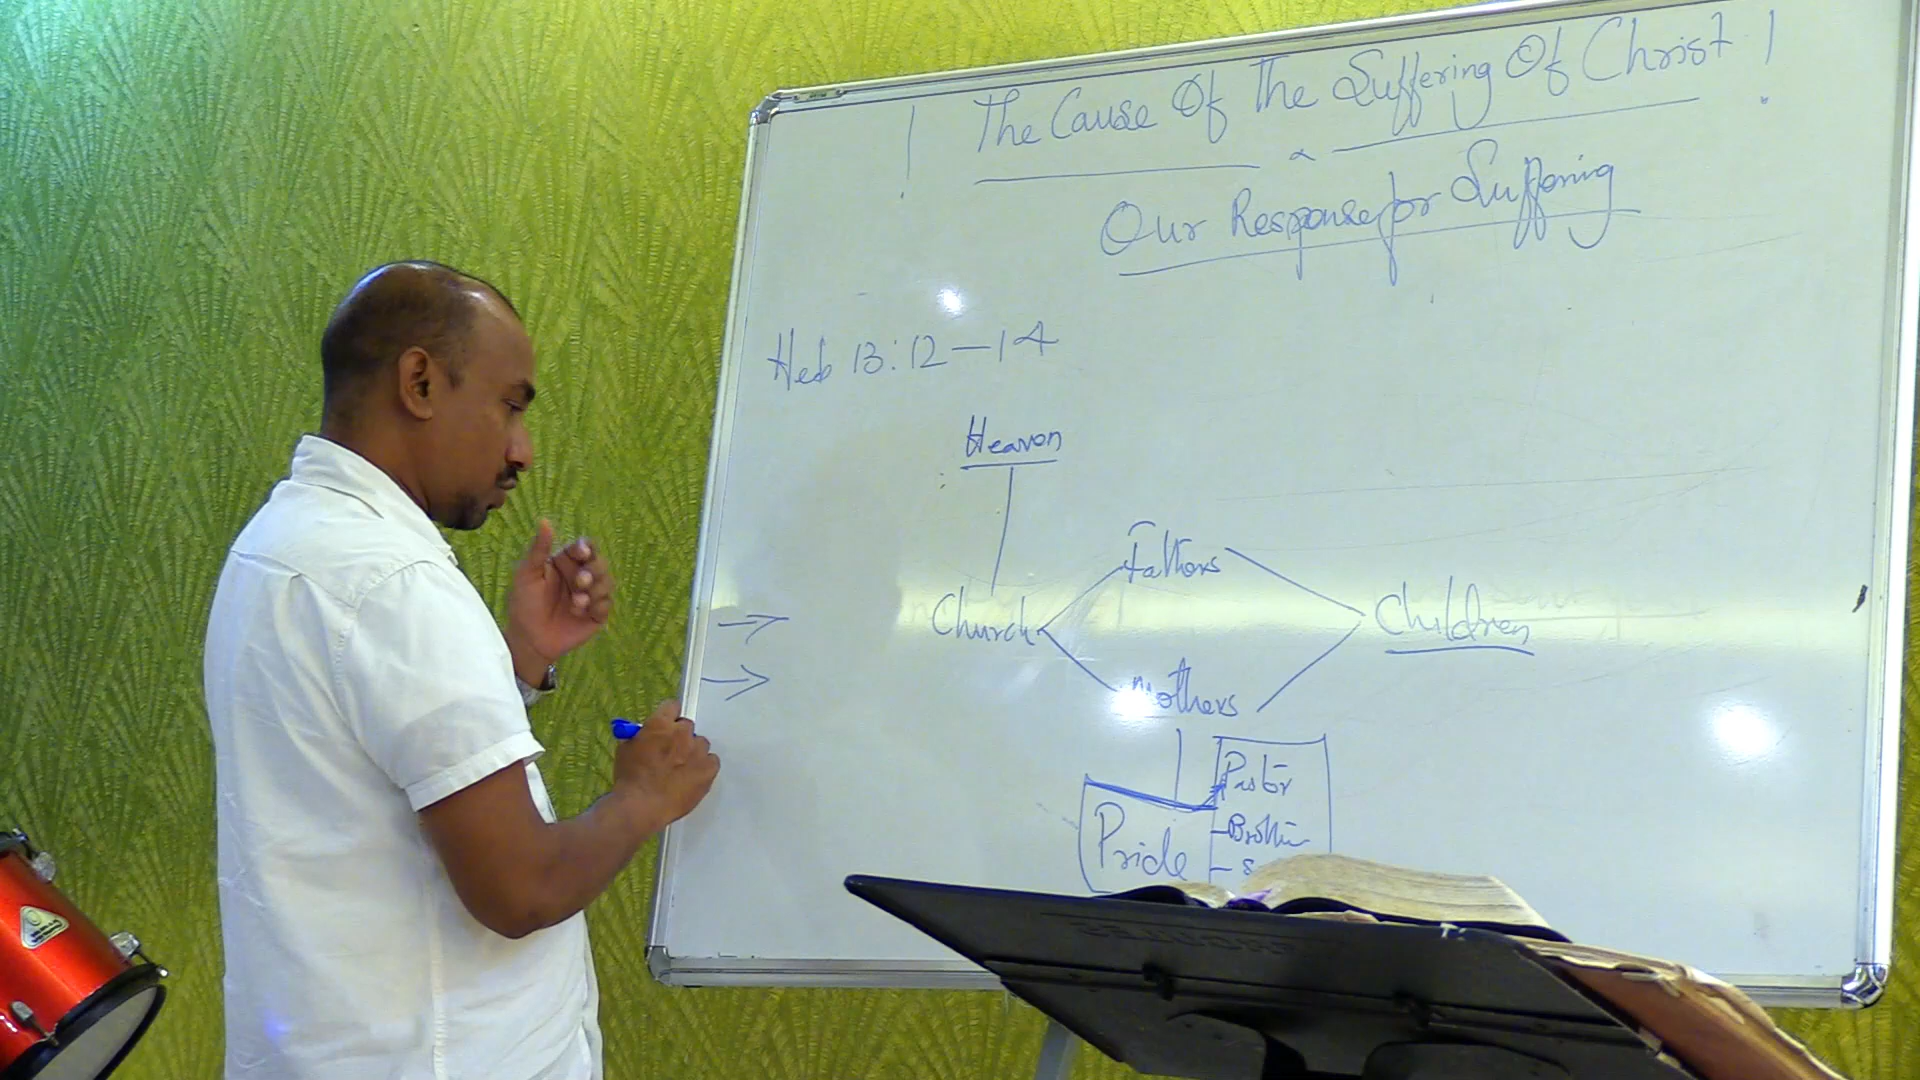 ! The Cause Of The Suffering Of Christ !
Our Response for Suffering
Heb 13:12-14
Heaven
Fathers
Church
Children
Mothers
Pastor
Pride